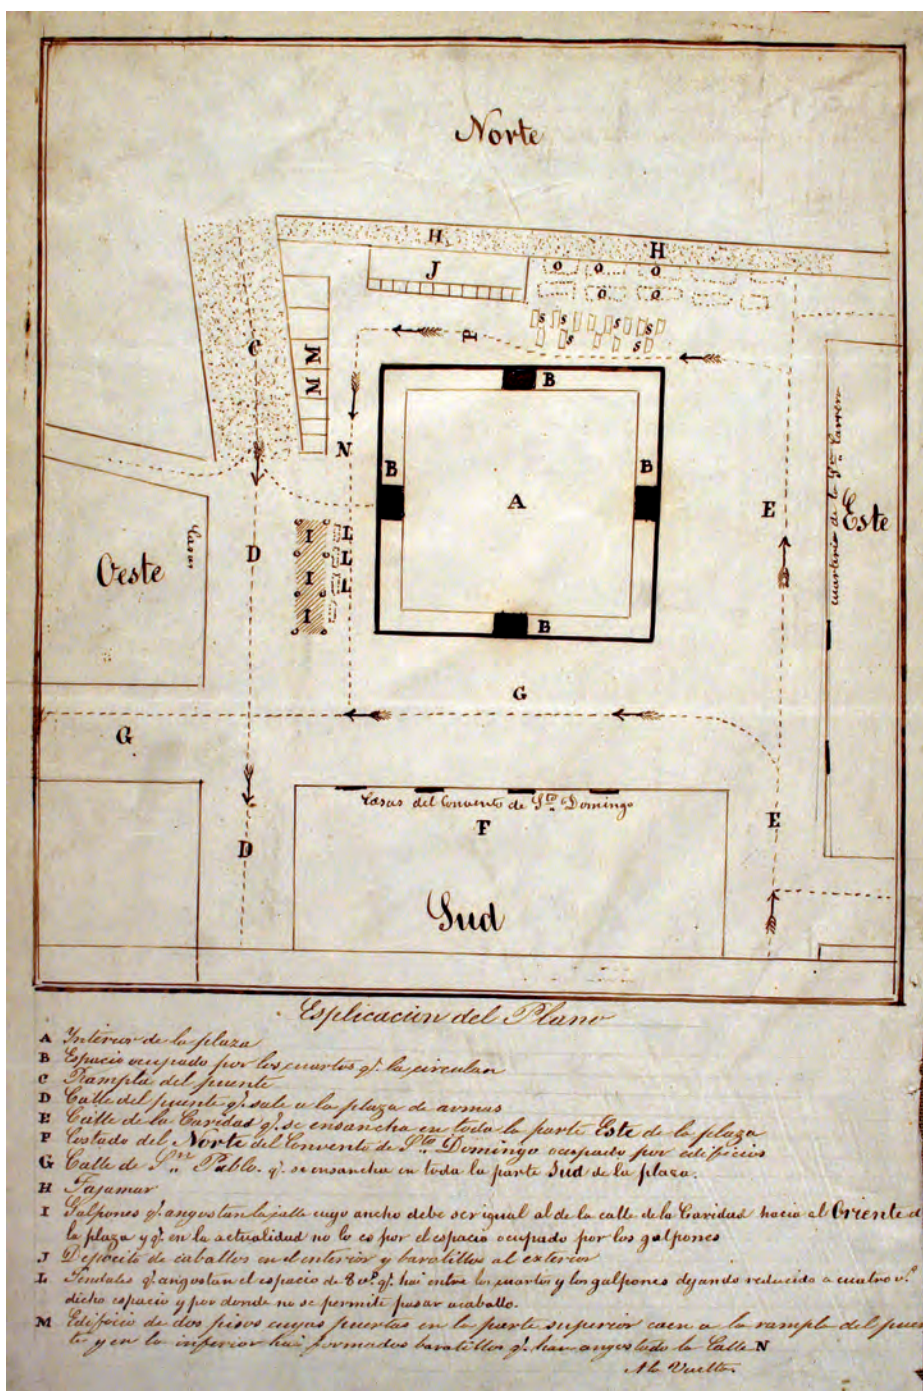 Norte
H
H
J
O
O
O
O
O
S
S
S
S
S
P
C
M
M
B
N
B
B
A
E
Este
cuarterio de la Sra. Carrera
Casas
Oeste
D
I
I
I
L
L
L
B
G
G
Casas del Convento de Sto. Domingo
F
E
D
Sud
Esplicacion del Plano
A Interior de la plaza
B Espacio ocupado por los cuartos q. la circulan
C Rampla del puente
D Calle del puente q. sale a la plaza de armas
E Calle de la Caridad q. se ensancha en toda la parte Este de la plaza
F Costado del Norte del Convento de Sto. Domingo ocupado por edificios
G Calle de Sn. Pablo. q. se ensancha en toda la parte Sud de la plaza.
H Tajamar
I Galpones q. angostan la calle cuyo ancho debe ser igual al de la calle de la Caridad hacia el Oriente d
la plaza y q. en la actualidad no lo es por el espacio ocupado por los galpones
J Deposito de caballos en el interior y baratillos al exterior
L Tendales q. angostan el espacio de 8 vs. q. hai entre los cuartos y los galpones dejando reducido a cuatro vs.
dicho espacio y por donde no se permite pasar acaballo.
M Edificio de dos pisos cuyas puertas en la parte superior caen a la rampla del puen
te y en la inferior hai formados baratillos q. han angostado la Calle N
A la Vuelta